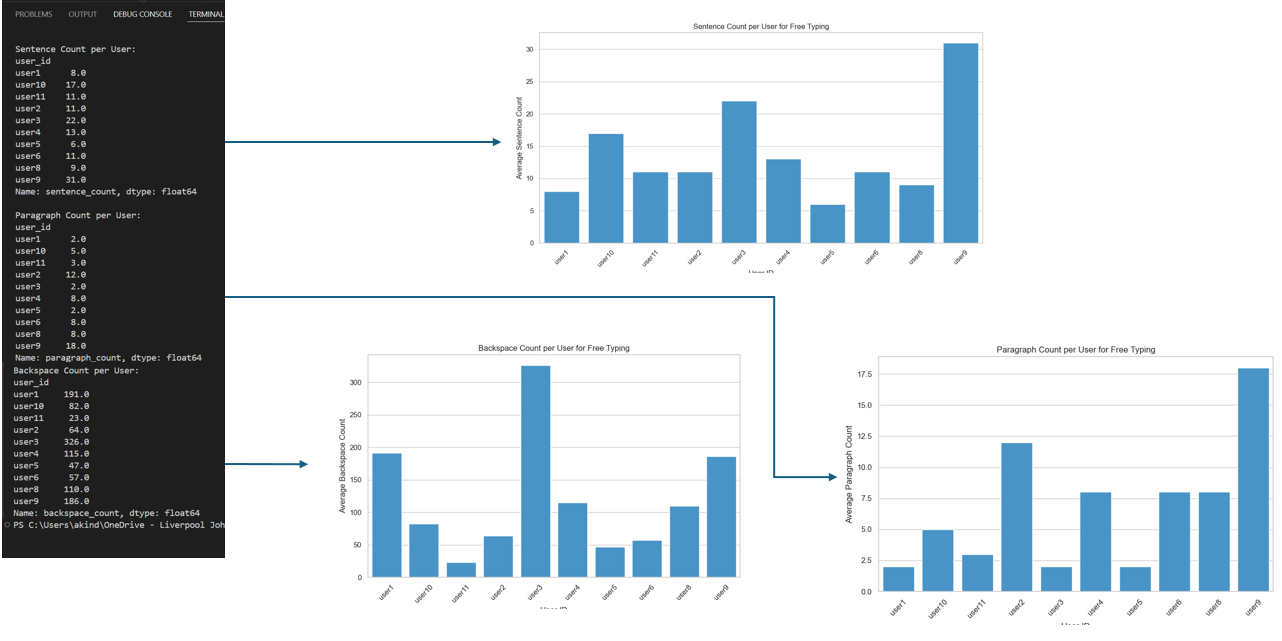 PROBLEMS OUTPUT DEBUG CONSOLE TERMINAL
Sentence Count per User:
user_id
user1 8.0
user10 17.0
user11 11.0
user2 11.0
user3 22.0
user4 13.0
user5 6.0
user6 11.0
user8 9.0
user9 31.0
Name: sentence_count, dtype: float64
Paragraph Count per User:
user_id
user1 2.0
user10 5.0
user11 3.0
user2 12.0
user3 2.0
user4 8.0
user5 2.0
user6 8.0
user8 8.0
user9 18.0
Name: paragraph_count, dtype: float64
Backspace Count per User:
user_id
user1 191.0
user10 82.0
user11 23.0
user2 64.0
user3 326.0
user4 115.0
user5 47.0
user6 57.0
user8 110.0
user9 186.0
Name: backspace_count, dtype: float64
PS C:\Users\akind\OneDrive - Liverpool Joh
Sentence Count per User for Free Typing
Average Sentence Count
30
25
20
15
10
5
0
user1 user10 user11 user2 user3 user4 user5 user6 user8 user9
User ID
Backspace Count per User for Free Typing
Average Backspace Count
300
250
200
150
100
50
0
user1 user10 user11 user2 user3 user4 user5 user6 user8 user9
User ID
Paragraph Count per User for Free Typing
Average Paragraph Count
17.5
15.0
12.5
10.0
7.5
5.0
2.5
0.0
user1 user10 user11 user2 user3 user4 user5 user6 user8 user9
User ID